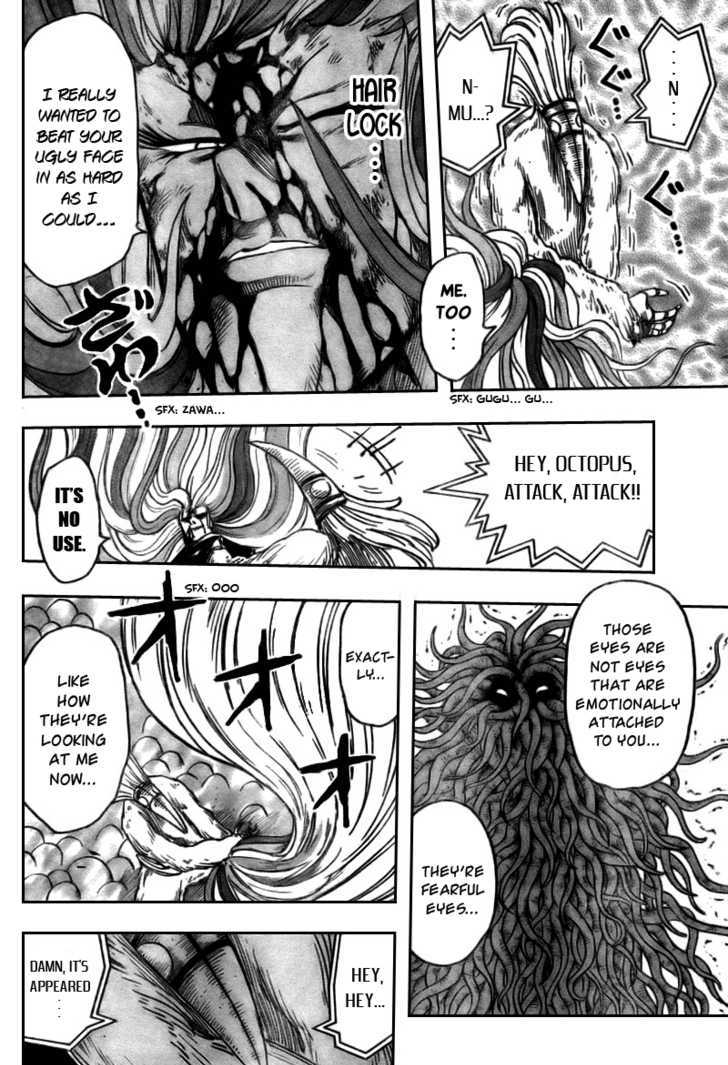 . . . .
N
. . . .
N-
MU...?
ぐぐ..
ぐ...
ME.
TOO
. . .
SFX: GUGU... GU...
HAIR
LOCK
. . .
I REALLY
WANTED TO
BEAT YOUR
UGLY FACE
IN AS HARD
AS I
COULD...
ざわ...
SFX: ZAWA...
HEY, OCTOPUS,
ATTACK, ATTACK!!
IT'S
NO
USE.
THOSE
EYES ARE
NOT EYES
THAT ARE
EMOTIONALLY
ATTACHED
TO YOU...
THEY'RE
FEARFUL
EYES...
SFX: OOO
オオオ
EXACT-
LY...
LIKE
HOW
THEY'RE
LOOKING
AT ME
NOW...
HEY,
HEY...
DAMN, IT'S
APPEARED
. . .